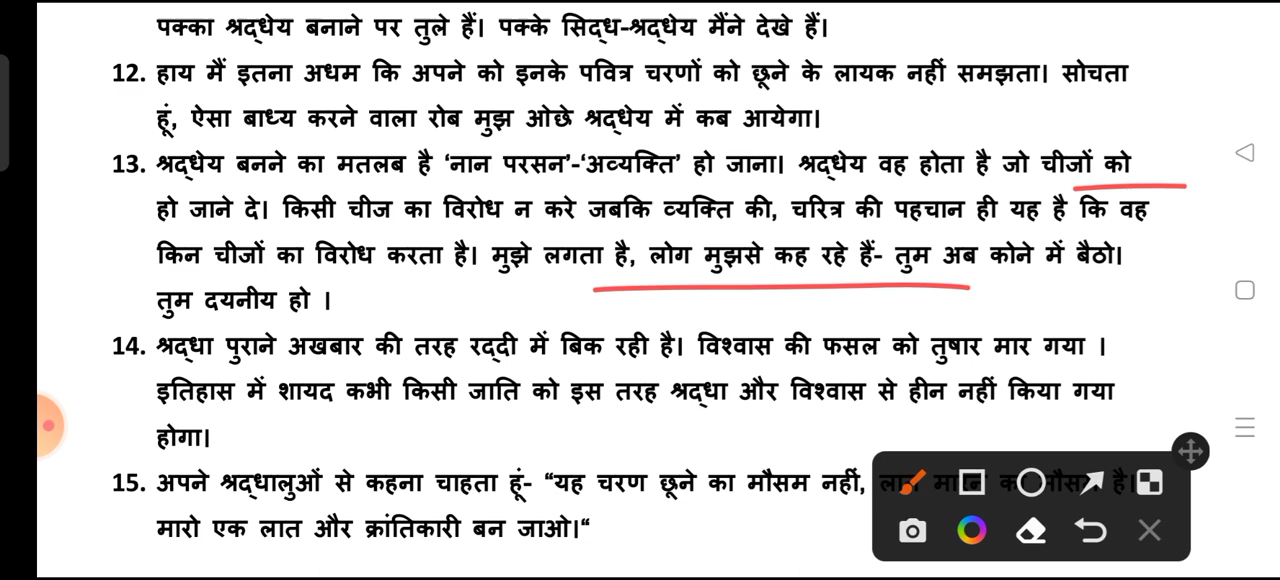 पक्का श्रद्धेय बनाने पर तुले हैं। पक्के सिद्ध-श्रद्धेय मैंने देखे हैं।
12. हाय मैं इतना अधम कि अपने को इनके पवित्र चरणों को छूने के लायक नहीं समझता। सोचता
हूं, ऐसा बाध्य करने वाला रोब मुझ ओछे श्रद्धेय में कब आयेगा।
13. श्रद्धेय बनने का मतलब है ‘नान परसन’-‘अव्यक्ति’ हो जाना। श्रद्धेय वह होता है जो चीजों को
हो जाने दे। किसी चीज का विरोध न करे जबकि व्यक्ति की, चरित्र की पहचान ही यह है कि वह
किन चीजों का विरोध करता है। मुझे लगता है, लोग मुझसे कह रहे हैं- तुम अब कोने में बैठो।
तुम दयनीय हो ।
14. श्रद्धा पुराने अखबार की तरह रद्दी में बिक रही है। विश्वास की फसल को तुषार मार गया ।
इतिहास में शायद कभी किसी जाति को इस तरह श्रद्धा और विश्वास से हीन नहीं किया गया
होगा।
15. अपने श्रद्धालुओं से कहना चाहता हूं- “यह चरण छूने का मौसम नहीं, लात मारने का मौसम है।
मारो एक लात और क्रांतिकारी बन जाओ।“